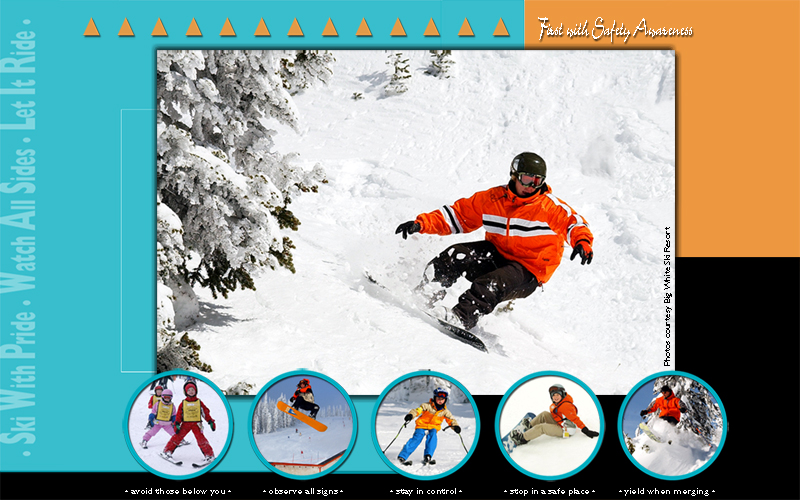 Fast with Safety Awareness
• Ski With Pride • Watch All Sides • Let It Ride •
Photos courtesy Big White Ski Resort
• avoid those below you •
• observe all signs •
• stay in control •
• stop in a safe place •
• yield when merging •